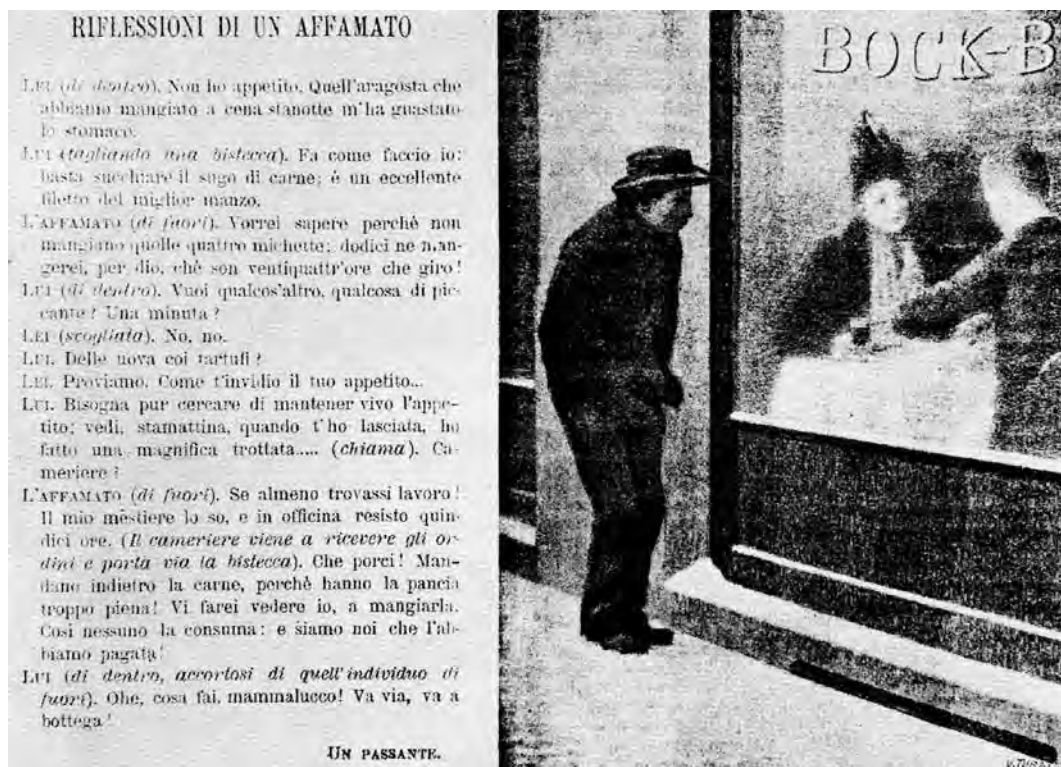 RIFLESSIONI DI UN AFFAMATO
LEI (di dentro). Non ho appetito. Quell'aragosta che
abbiamo mangiato a cena stanotte m'ha guastato
lo stomaco.
LUI (tagliando una bistecca). Fa come faccio io:
basta succhiare il sugo di carne; é un eccellente
filetto del miglior manzo.
L'AFFAMATO (di fuori). Vorrei sapere perchè non
mangiano quelle quattro michette: dodici ne man-
gerei, per dio, chè son ventiquattr'ore che giro!
LUI (di dentro). Vuoi qualcos'altro, qualcosa di pic-
cante? Una minuta?
LEI (svogliata). No, no.
LUI. Delle uova coi tartufi?
LEI. Proviamo. Come t'invidio il tuo appetito...
LUI. Bisogna pur cercare di mantener vivo l'appe-
tito; vedi, stamattina, quando t'ho lasciata, ho
fatto una magnifica trottata..... (chiama). Ca-
meriere?
L'AFFAMATO (di fuori). Se almeno trovassi lavoro!
Il mio mestiere lo so, e in officina resisto quin-
dici ore. (Il cameriere viene a ricevere gli or-
dini e porta via la bistecca). Che porci! Man-
dano indietro la carne, perchè hanno la pancia
troppo piena! Vi farei vedere io, a mangiarla.
Così nessuno la consuma: e siamo noi che l'ab-
biamo pagata!
LUI (di dentro, accortosi di quell'individuo di
fuori). Ohe, cosa fai, mammalucco! Va via, va a
bottega!
UN PASSANTE.
BOCK-B